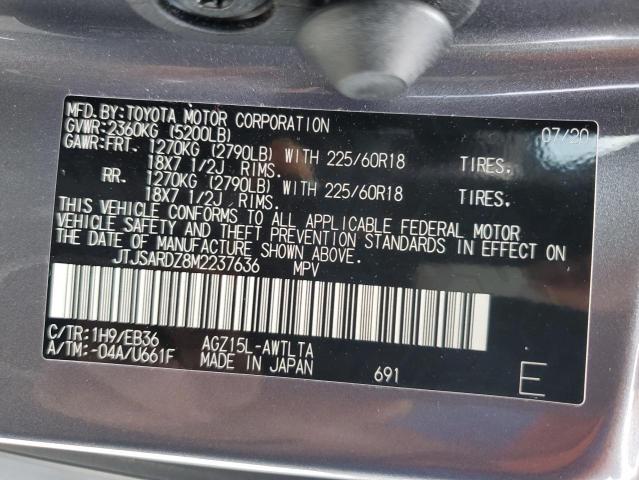 MFD.BY:TOYOTA MOTOR CORPORATION 07/20
GVWR:2360KG (5200LB)
GAWR:FRT. 1270KG (2790LB) WITH 225/60R18 TIRES.
18X7 1/2J RIMS.
RR. 1270KG (2790LB) WITH 225/60R18 TIRES.
18X7 1/2J RIMS.
THIS VEHICLE CONFORMS TO ALL APPLICABLE FEDERAL MOTOR
VEHICLE SAFETY AND THEFT PREVENTION STANDARDS IN EFFECT ON
THE DATE OF MANUFACTURE SHOWN ABOVE.
JTJSARDZ8M2237636 MPV
C/TR:1H9/EB36 AGZ15L-AWTLTA
A/TM:-04A/U661F MADE IN JAPAN 691
E